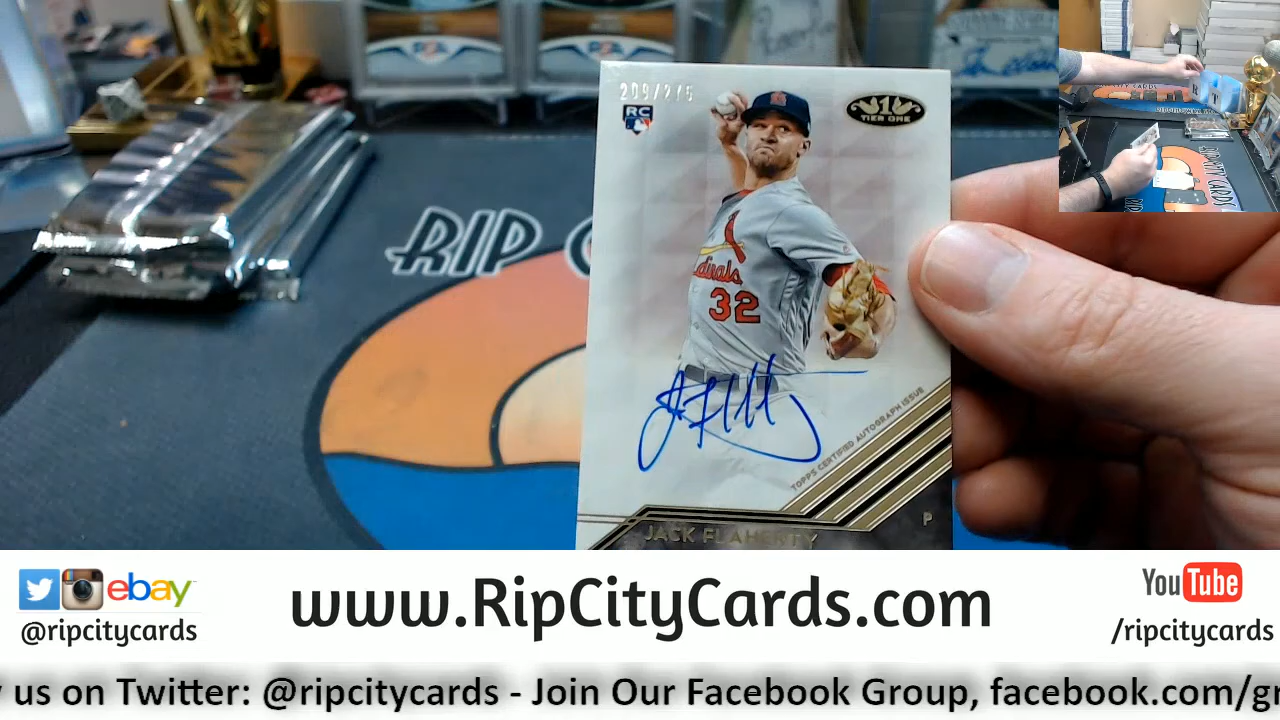 209/275
RC
1
TIER ONE
RIP C
Cardinals
32
TOPPS CERTIFIED AUTOGRAPH ISSUE
JACK FLAHERTY
P
ebay
@ripcitycards
www.RipCityCards.com
YouTube
/ripcitycards
us on Twitter: @ripcitycards - Join Our Facebook Group, facebook.com/gr